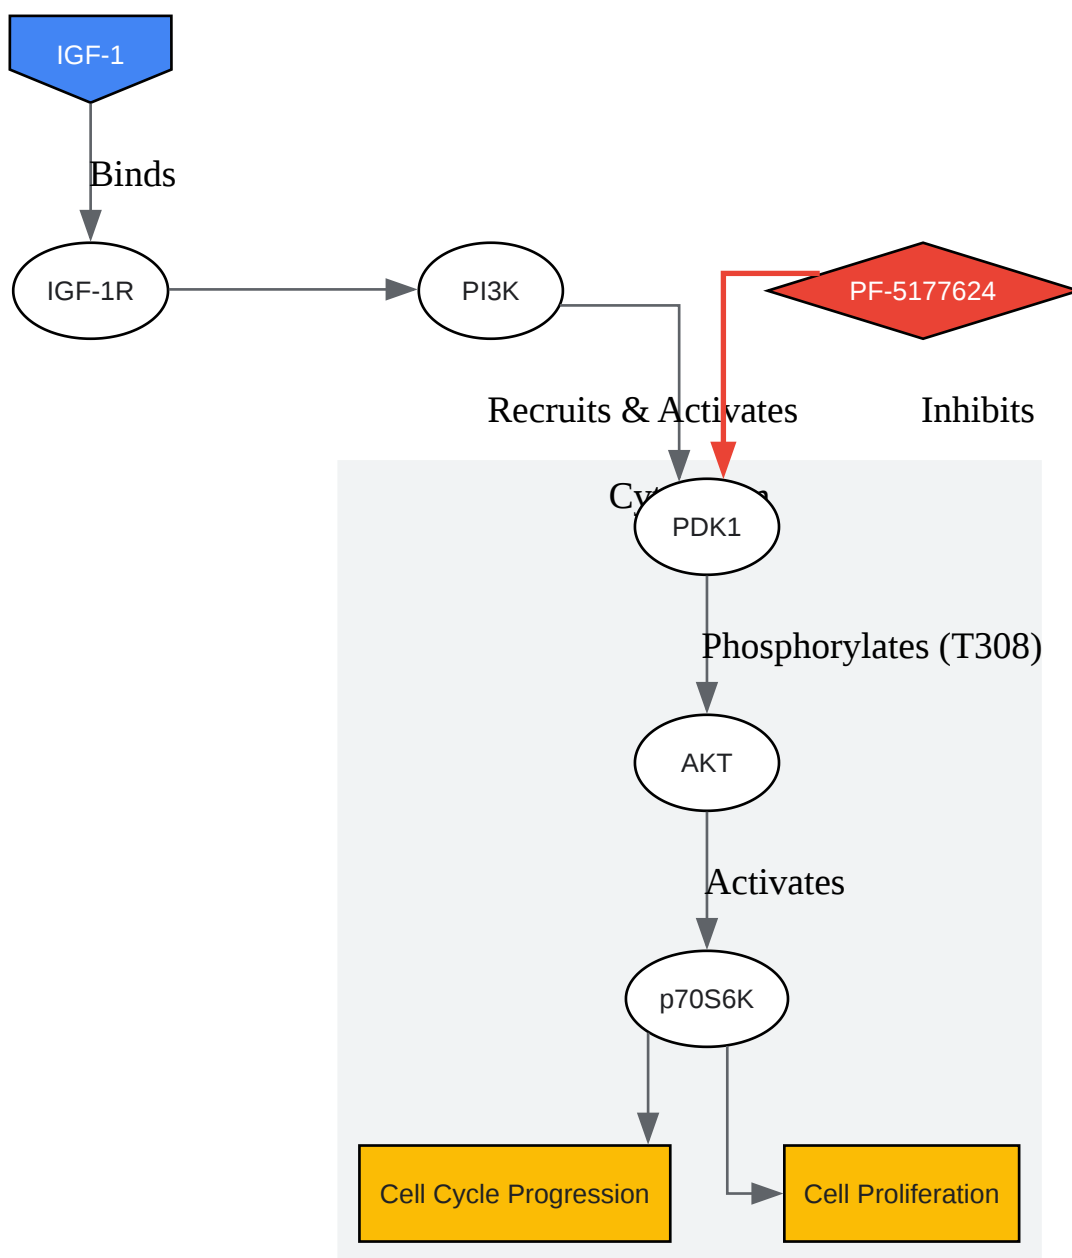 IGF-1
Binds
IGF-1R
PI3K
PF-5177624
Recruits & Activates
Inhibits
PDK1
Phosphorylates (T308)
AKT
Activates
p70S6K
Cell Cycle Progression
Cell Proliferation